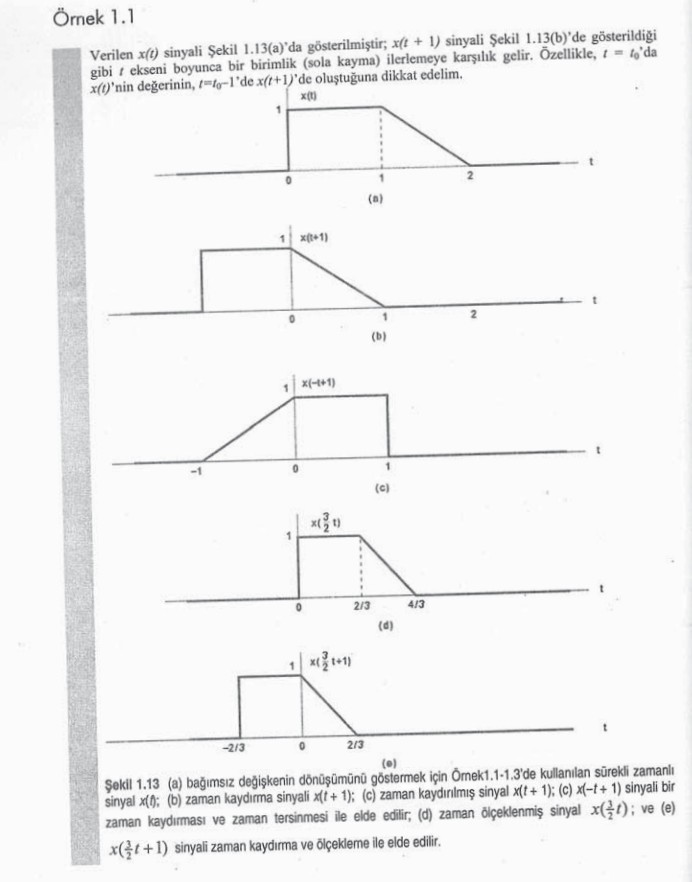 Örnek 1.1
Verilen x(t) sinyali Şekil 1.13(a)'da gösterilmiştir; x(t + 1) sinyali Şekil 1.13(b)'de gösterildiği
gibi t ekseni boyunca bir birimlik (sola kayma) ilerlemeye karşılık gelir. Özellikle, t = t₀'da
x(t)'nin değerinin, t=t₀–1'de x(t+1)'de oluştuğuna dikkat edelim.
x(t)
1
t
0
1
2
(a)
1 x(t+1)
t
0
1
2
(b)
1 x(–t+1)
t
–1
0
1
(c)
x(3/2 t)
1
t
0
2/3
4/3
(d)
1 x(3/2 t+1)
t
–2/3
0
2/3
(e)
Şekil 1.13 (a) bağımsız değişkenin dönüşümünü göstermek için Örnek1.1-1.3'de kullanılan sürekli zamanlı
sinyal x(t); (b) zaman kaydırma sinyali x(t + 1); (c) zaman kaydırılmış sinyal x(t + 1); (c) x(–t + 1) sinyali bir
zaman kaydırması ve zaman tersinmesi ile elde edilir; (d) zaman ölçeklenmiş sinyal x(3/2 t); ve (e)
x(3/2 t + 1) sinyali zaman kaydırma ve ölçekleme ile elde edilir.